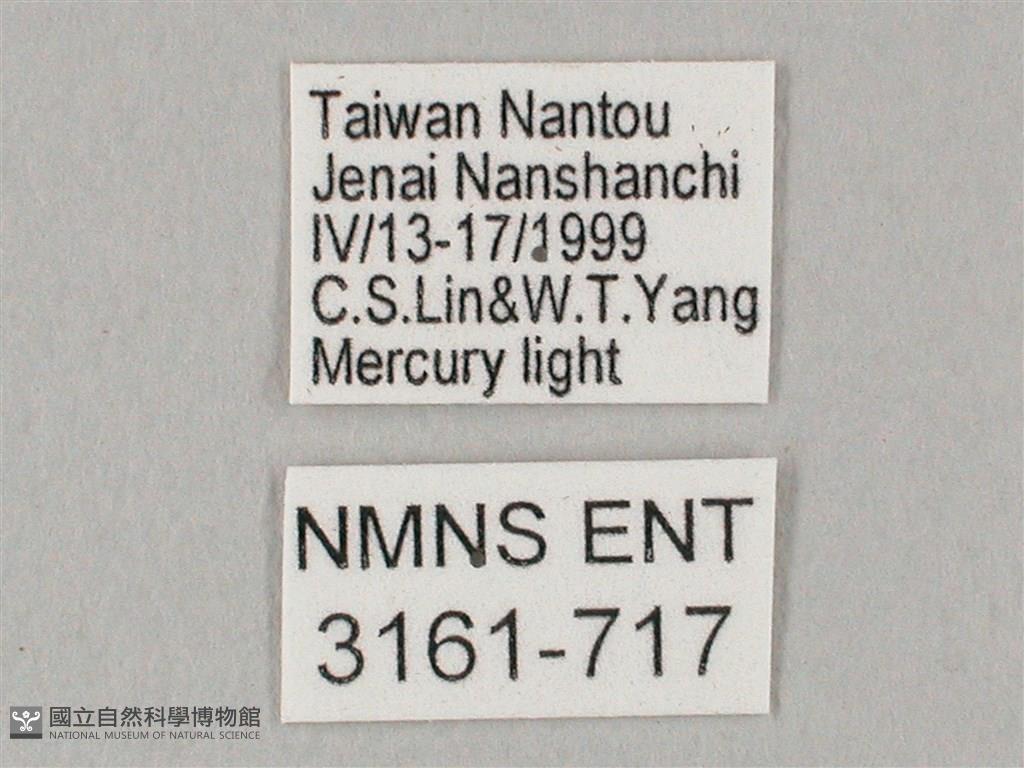 Taiwan Nantou
Jenai Nanshanchi
IV/13-17/1999
C.S.Lin&W.T.Yang
Mercury light
NMNS ENT
3161-717
國立自然科學博物館
NATIONAL MUSEUM OF NATURAL SCIENCE